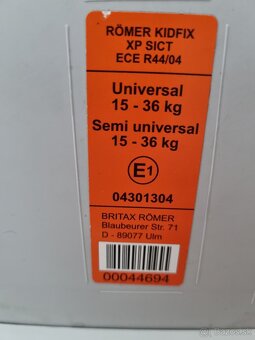 RÖMER KIDFIX
XP SICT
ECE R44/04
Universal
15 - 36 kg
Semi universal
15 - 36 kg
E1
04301304
BRITAX RÖMER
Blaubeurer Str. 71
D - 89077 Ulm
00044694